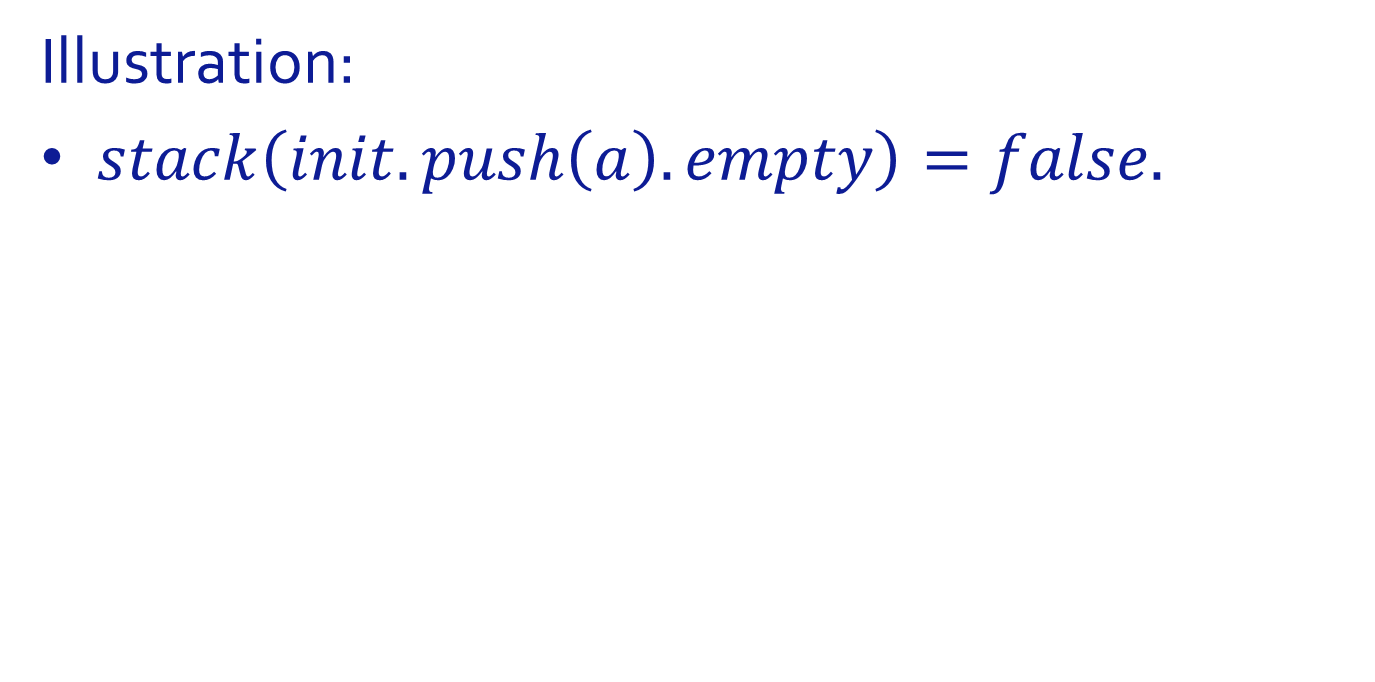 Illustration:
• stack(init.push(a).empty) = false.